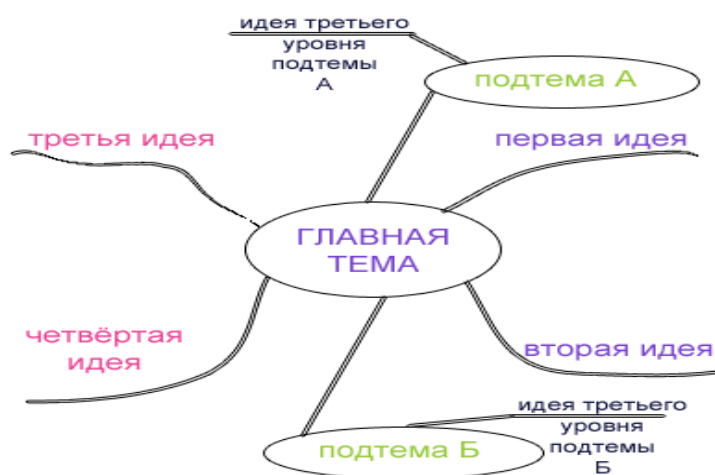 идея третьего
уровня
подтемы
А
подтема А
третья идея
первая идея
ГЛАВНАЯ
ТЕМА
четвёртая
идея
вторая идея
идея третьего
уровня
подтемы
Б
подтема Б